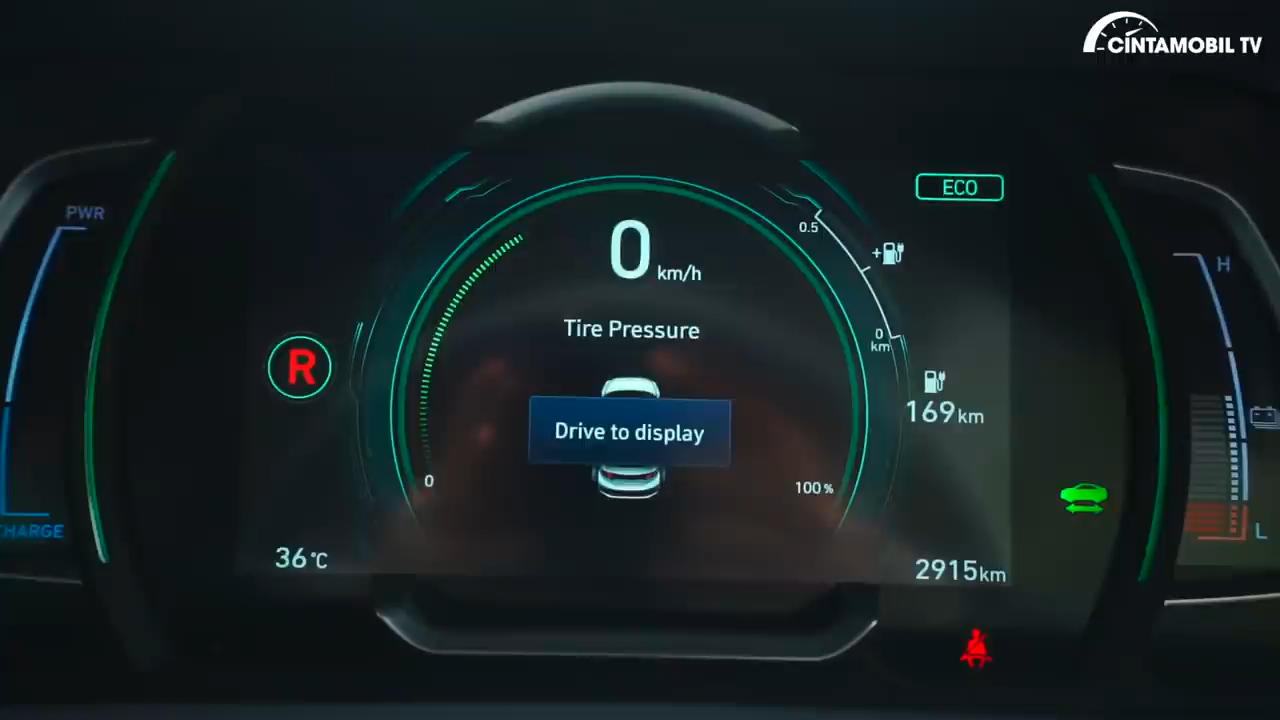 CINTAMOBIL TV
PWR
ECO
0.5
0 km/h
+
H
Tire Pressure
0
km
R
169km
Drive to display
0
100%
CHARGE
L
36°C
2915km